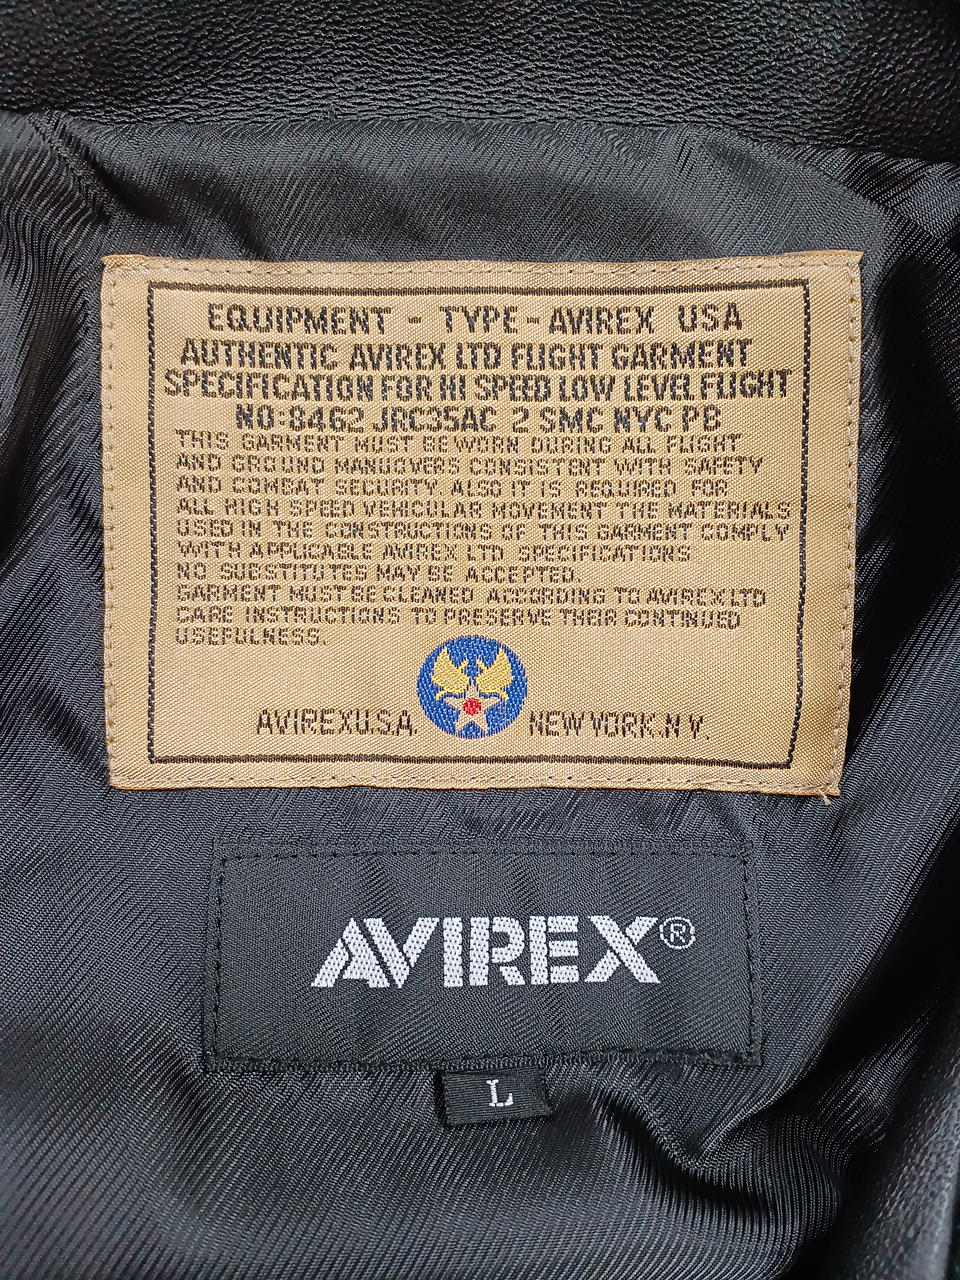 EQUIPMENT - TYPE - AVIREX USA
AUTHENTIC AVIREX LTD FLIGHT GARMENT
SPECIFICATION FOR HI SPEED LOW LEVEL FLIGHT
NO:8462 JRC35AC 2 SMC NYC PB
THIS GARMENT MUST BE WORN DURING ALL FLIGHT
AND GROUND MANUOVERS CONSISTENT WITH SAFETY
AND COMBAT SECURITY. ALSO IT IS REQUIRED FOR
ALL HIGH SPEED VEHICULAR MOVEMENT THE MATERIALS
USED IN THE CONSTRUCTIONS OF THIS GARMENT COMPLY
WITH APPLICABLE AVIREX LTD SPECIFICATIONS
NO SUBSTITUTES MAY BE ACCEPTED.
GARMENT MUST BE CLEANED ACCORDING TO AVIREX LTD
CARE INSTRUCTIONS TO PRESERVE THEIR CONTINUED
USEFULNESS.
AVIREX U.S.A. NEW YORK.N.Y.
AVIREX®
L